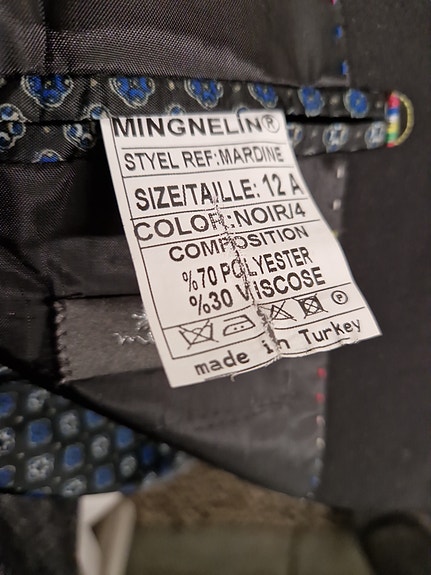 MINGNELIN®
STYEL REF:MARDINE
SIZE/TAILLE: 12 A
COLOR:NOIR/4
COMPOSITION
%70 POLYESTER
%30 VISCOSE
P
made in Turkey